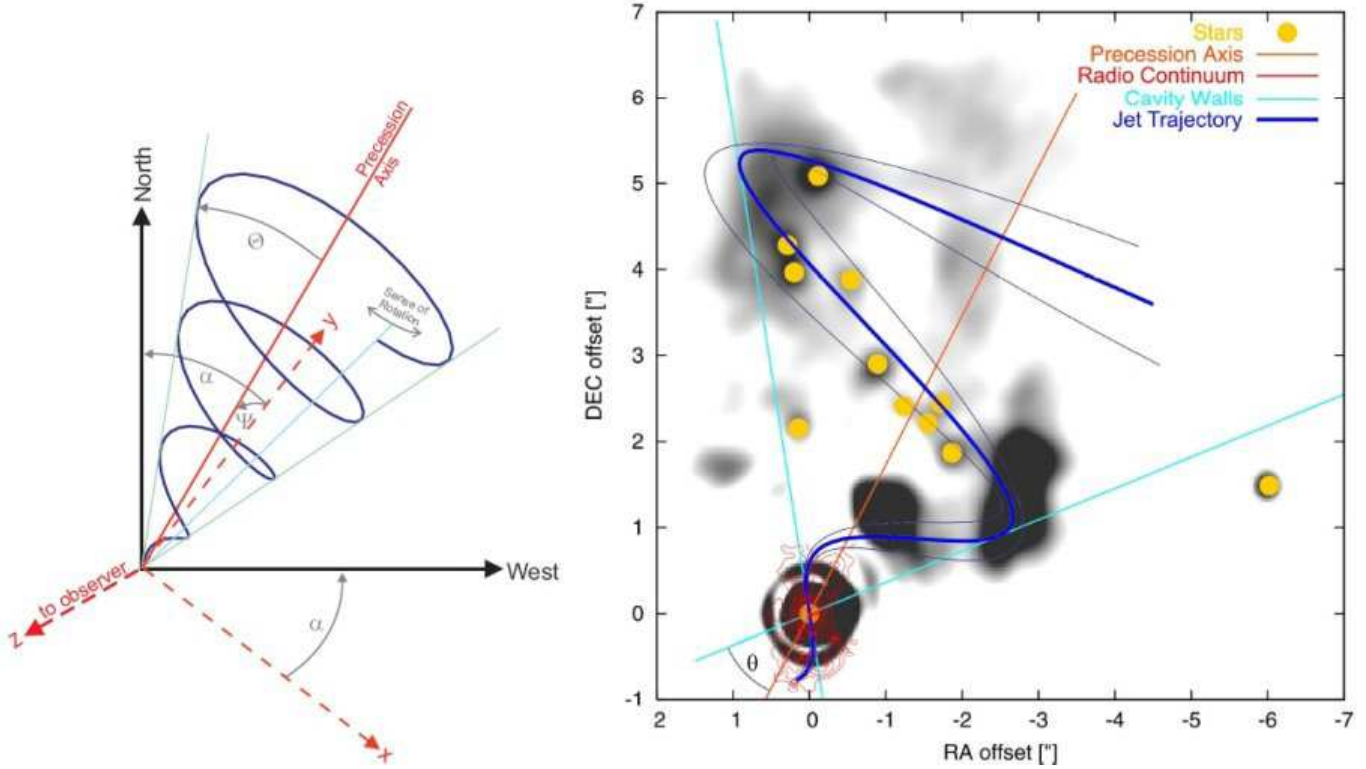 North
Precession
Axis
Θ
Sense of
Rotation
y
α
Ψ
to observer
z
West
α
x
Stars
Precession Axis
Radio Continuum
Cavity Walls
Jet Trajectory
DEC offset ["]
7
6
5
4
3
2
1
0
-1
θ
2 1 0 -1 -2 -3 -4 -5 -6 -7
RA offset ["]